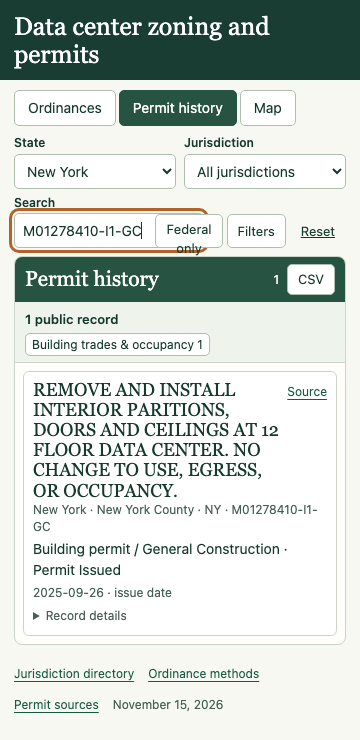 Data center zoning and
permits
Ordinances
Permit history
Map
State
Jurisdiction
New York
All jurisdictions
Search
M01278410-I1-GC
Federal
only
Filters
Reset
Permit history
1
CSV
1 public record
Building trades & occupancy 1
REMOVE AND INSTALL
INTERIOR PARITIONS,
DOORS AND CEILINGS AT 12
FLOOR DATA CENTER. NO
CHANGE TO USE, EGRESS,
OR OCCUPANCY.
Source
New York · New York County · NY · M01278410-I1-
GC
Building permit / General Construction ·
Permit Issued
2025-09-26 · issue date
Record details
Jurisdiction directory
Ordinance methods
Permit sources
November 15, 2026